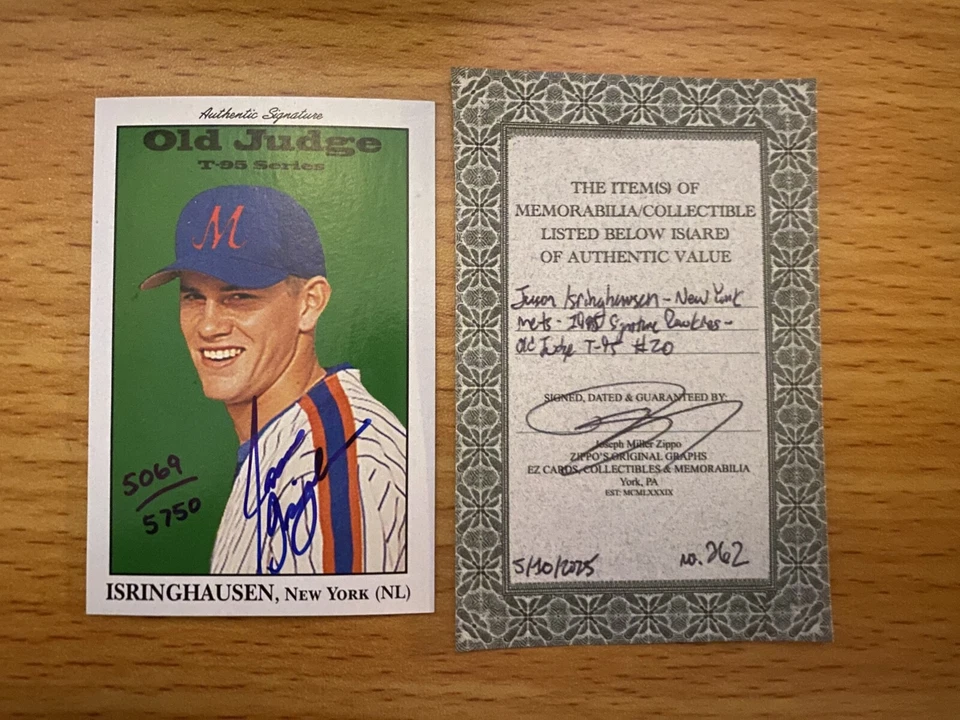 Authentic Signature
Old Judge
T-95 Series
M
5069
5750
ISRINGHAUSEN, NEW YORK (NL)
THE ITEM(S) OF
MEMORABILIA/COLLECTIBLE
LISTED BELOW IS(ARE)
OF AUTHENTIC VALUE
Jason Isringhausen - New York
Mets - 1995 Signature Rookies -
Old Judge T-95 #20
SIGNED, DATED & GUARANTEED BY:
Joseph Miller Zippo
ZIPPO'S ORIGINAL GRAPHS
EZ CARDS, COLLECTIBLES & MEMORABILIA
York, PA
EST: MCMLXXXIX
5/10/2025
no. 262